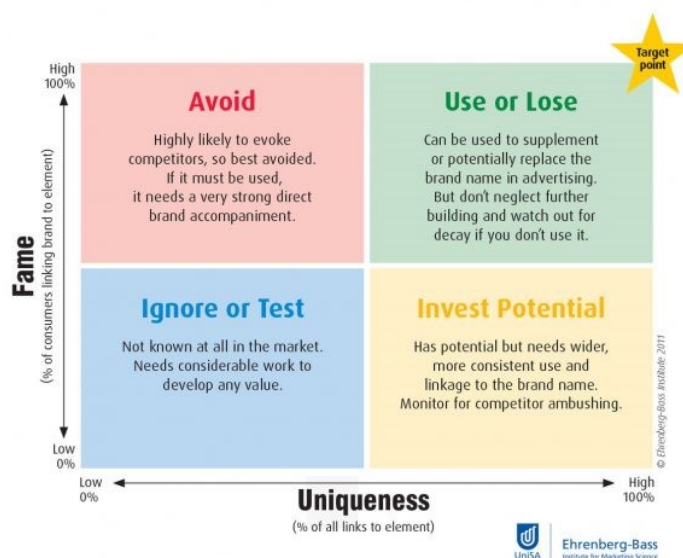 Target
point
High
100%
Avoid
Highly likely to evoke
competitors, so best avoided.
If it must be used,
it needs a very strong direct
brand accompaniment.
Use or Lose
Can be used to supplement
or potentially replace the
brand name in advertising.
But don't neglect further
building and watch out for
decay if you don't use it.
Fame
(% of consumers linking brand to element)
Ignore or Test
Not known at all in the market.
Needs considerable work to
develop any value.
Invest Potential
Has potential but needs wider,
more consistent use and
linkage to the brand name.
Monitor for competitor ambushing.
© Ehrenberg-Bass Institute 2011
Low
0%
Low
0%
High
100%
Uniqueness
(% of all links to element)
UniSA
Ehrenberg-Bass
Institute for Marketing Science